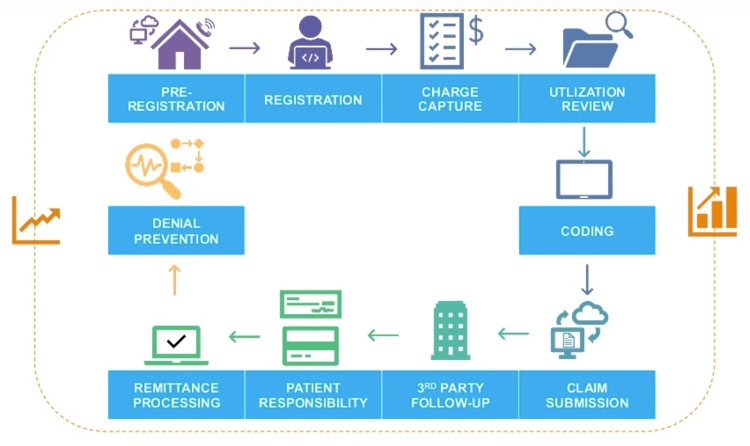 PRE-
REGISTRATION
REGISTRATION
CHARGE
CAPTURE
$
UTLIZATION
REVIEW
</>
DENIAL
PREVENTION
CODING
REMITTANCE
PROCESSING
PATIENT
RESPONSIBILITY
3RD PARTY
FOLLOW-UP
CLAIM
SUBMISSION